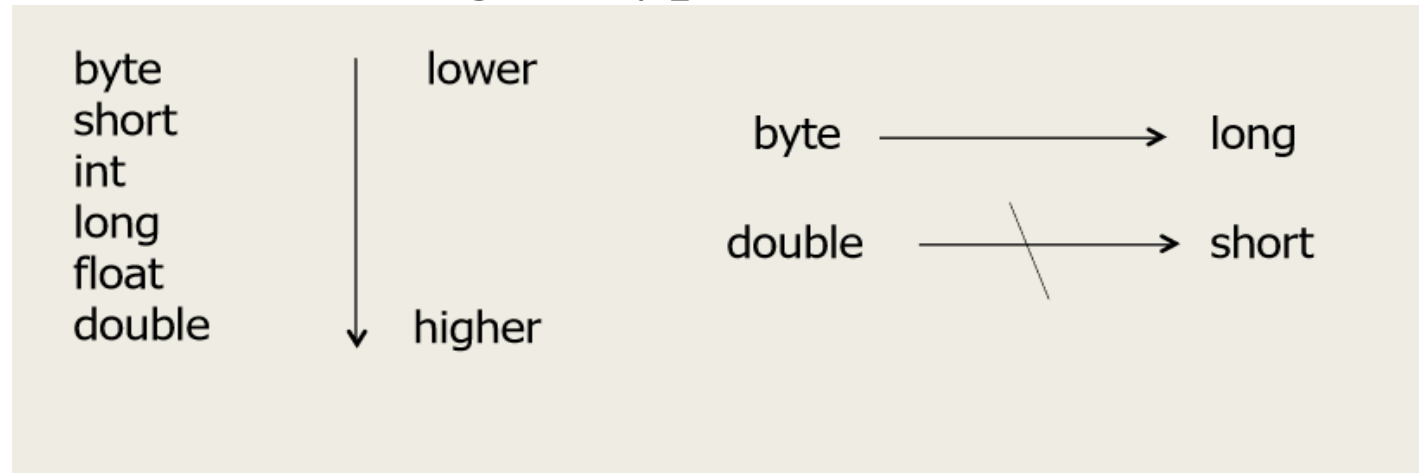 byte
short
int
long
float
double
lower
higher
byte long
double short